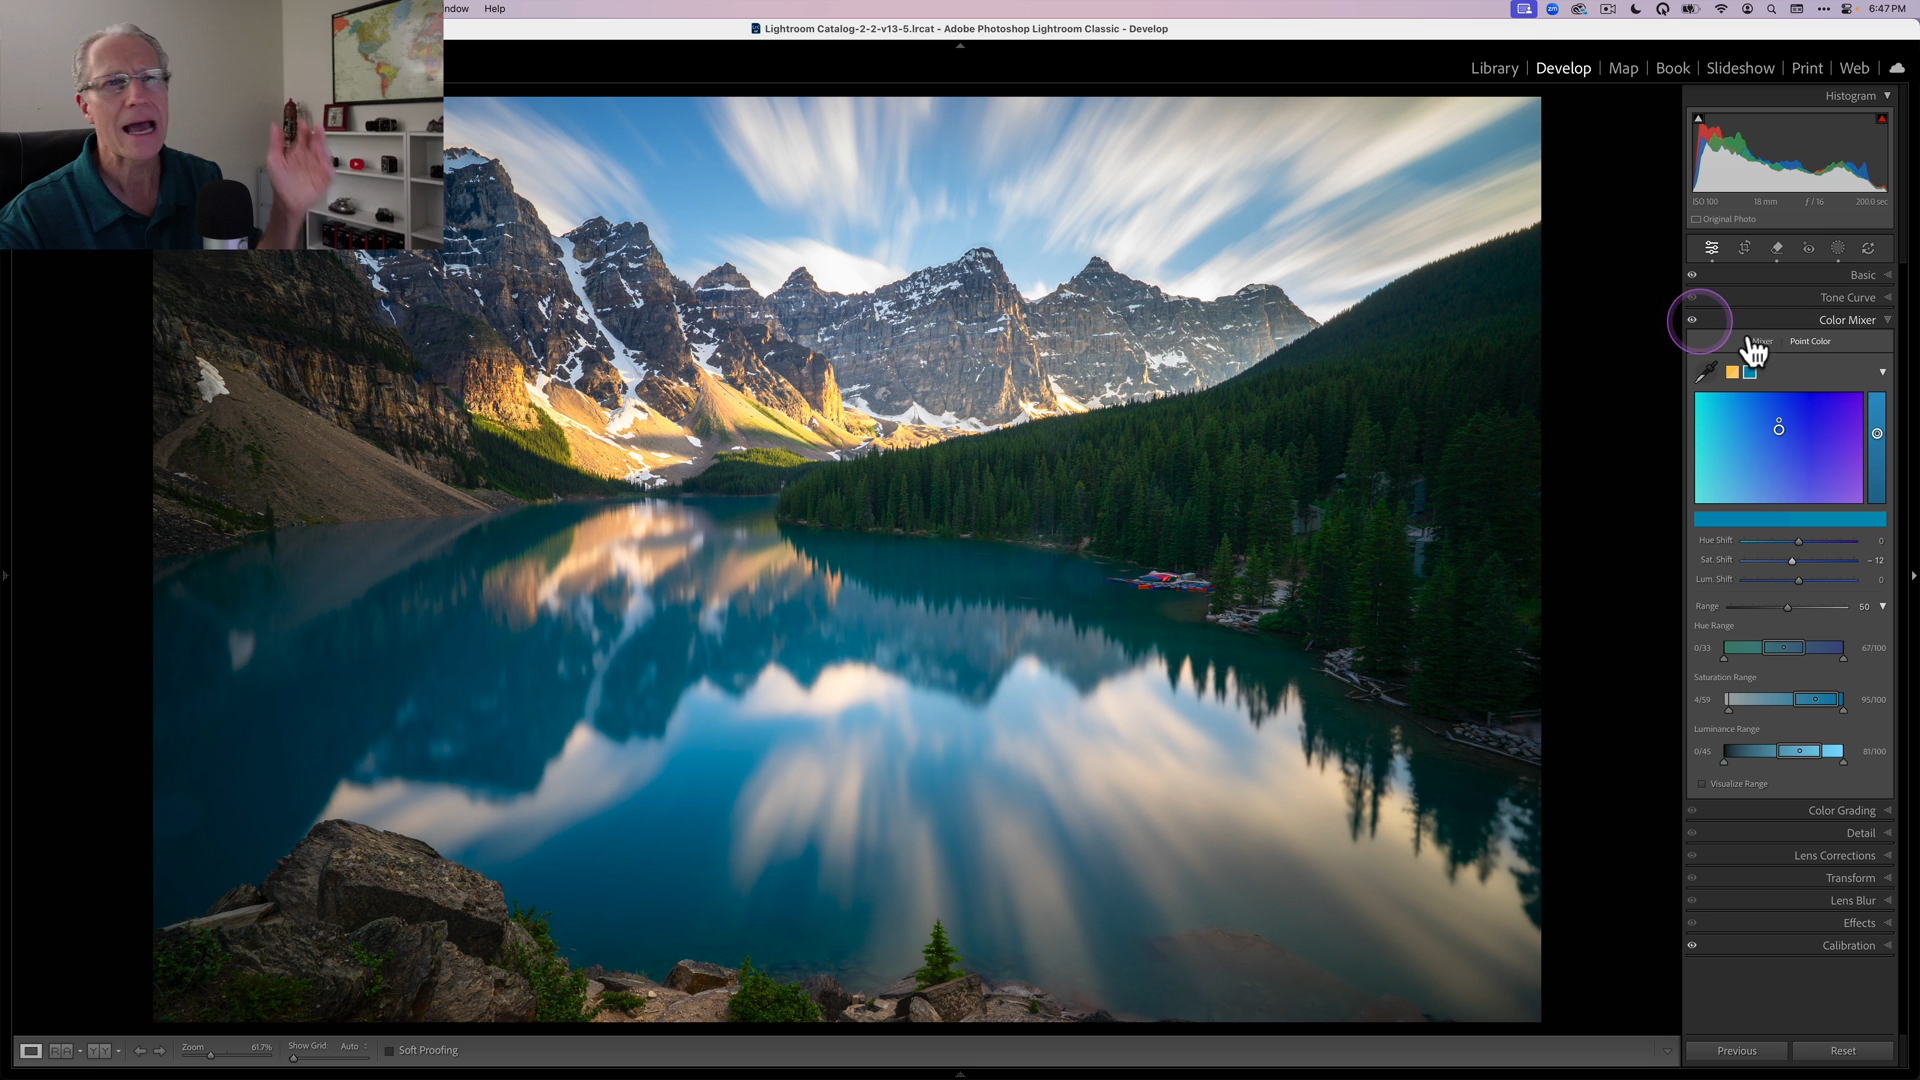 ndow Help
zm
6:47 PM
Lightroom Catalog-2-2-v13-5.lrcat - Adobe Photoshop Lightroom Classic - Develop
Library | Develop | Map | Book | Slideshow | Print | Web
Histogram
ISO 100 18 mm ƒ / 16 200.0 sec
Original Photo
Basic
Tone Curve
Color Mixer
Mixer Point Color
Hue Shift 0
Sat. Shift - 12
Lum. Shift 0
Range 50
Hue Range
0/33 67/100
Saturation Range
4/59 95/100
Luminance Range
0/45 81/100
Visualize Range
Color Grading
Detail
Lens Corrections
Transform
Lens Blur
Effects
Calibration
RA YY Zoom 61.7% Show Grid: Auto Soft Proofing
Previous Reset